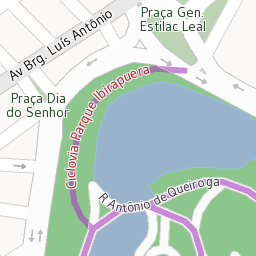 Praça Gen.
Estilac Leal
Av Brg. Luís Antônio
Ciclovia Parque Ibirapuera
Praça Dia
do Senhor
R Antônio de Queiroga